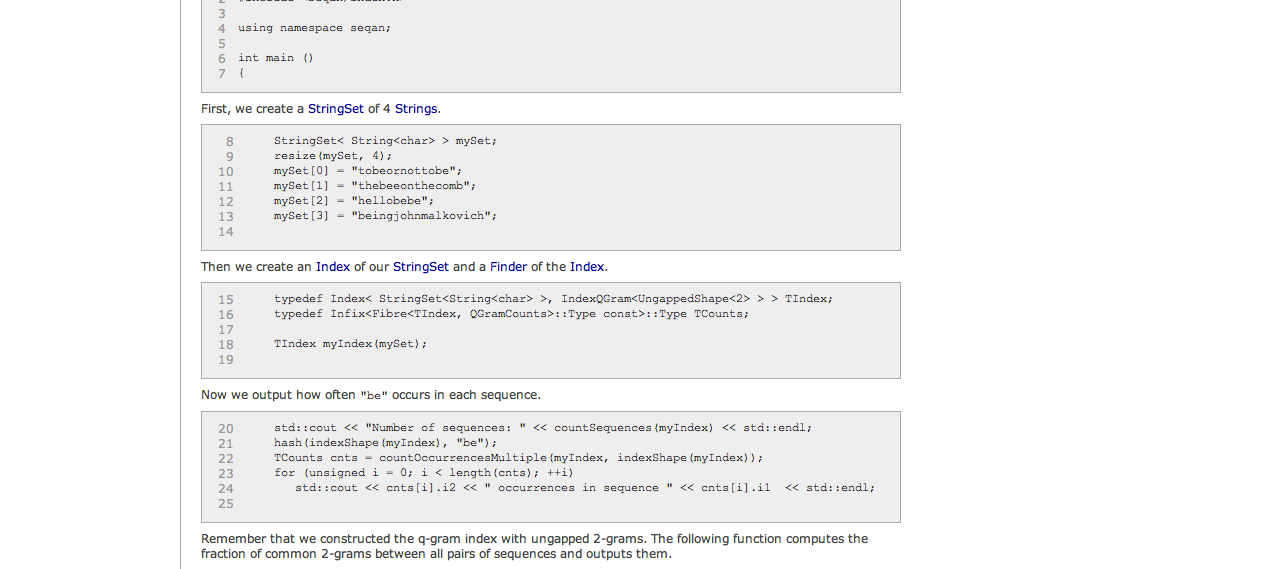 3
4 using namespace seqan;
5
6 int main ()
7 {
First, we create a StringSet of 4 Strings.
8 StringSet< String<char> > mySet;
9 resize(mySet, 4);
10 mySet[0] = "tobeornottobe";
11 mySet[1] = "thebeeonthecomb";
12 mySet[2] = "hellobebe";
13 mySet[3] = "beingjohnmalkovich";
14
Then we create an Index of our StringSet and a Finder of the Index.
15 typedef Index< StringSet<String<char> >, IndexQGram<UngappedShape<2> > > TIndex;
16 typedef Infix<Fibre<TIndex, QGramCounts>::Type const>::Type TCounts;
17
18 TIndex myIndex(mySet);
19
Now we output how often "be" occurs in each sequence.
20 std::cout << "Number of sequences: " << countSequences(myIndex) << std::endl;
21 hash(indexShape(myIndex), "be");
22 TCounts cnts = countOccurrencesMultiple(myIndex, indexShape(myIndex));
23 for (unsigned i = 0; i < length(cnts); ++i)
24 std::cout << cnts[i].i2 << " occurrences in sequence " << cnts[i].i1  << std::endl;
25
Remember that we constructed the q-gram index with ungapped 2-grams. The following function computes the
fraction of common 2-grams between all pairs of sequences and outputs them.